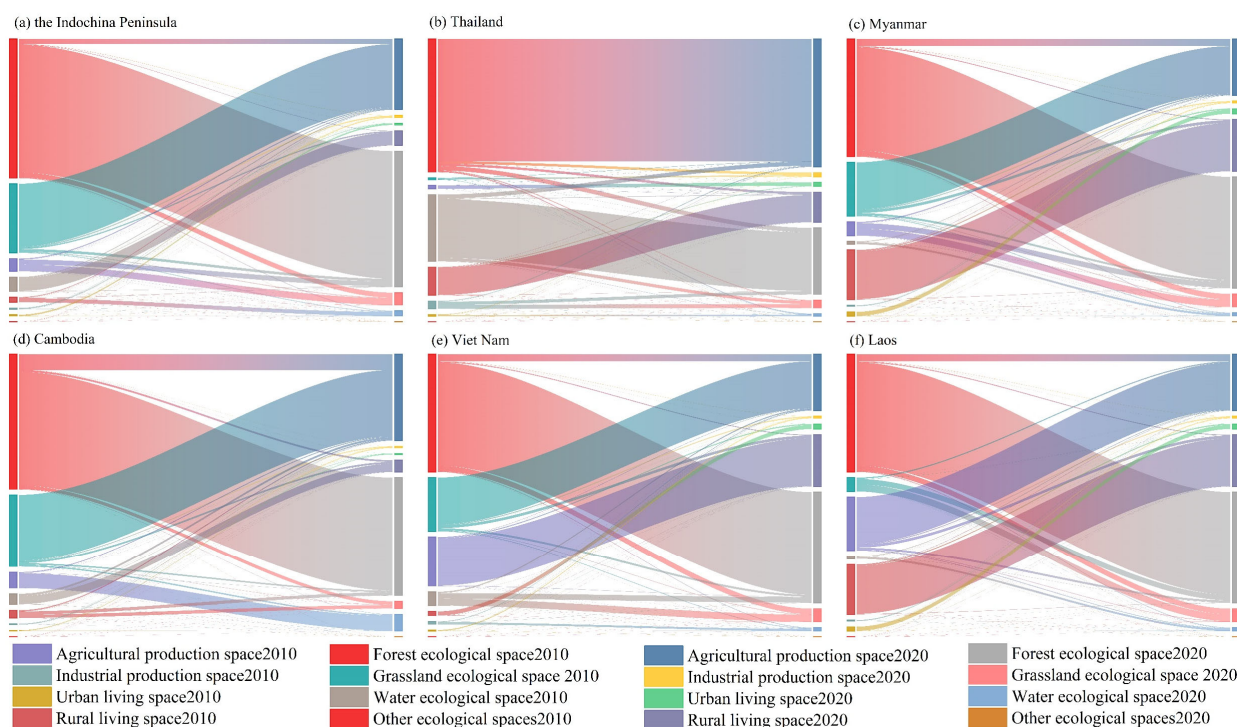 (a) the Indochina Peninsula
(b) Thailand
(c) Myanmar
(d) Cambodia
(e) Viet Nam
(f) Laos
Agricultural production space2010
Industrial production space2010
Urban living space2010
Rural living space2010
Forest ecological space2010
Grassland ecological space 2010
Water ecological space2010
Other ecological spaces2010
Agricultural production space2020
Industrial production space2020
Urban living space2020
Rural living space2020
Forest ecological space2020
Grassland ecological space 2020
Water ecological space2020
Other ecological spaces2020